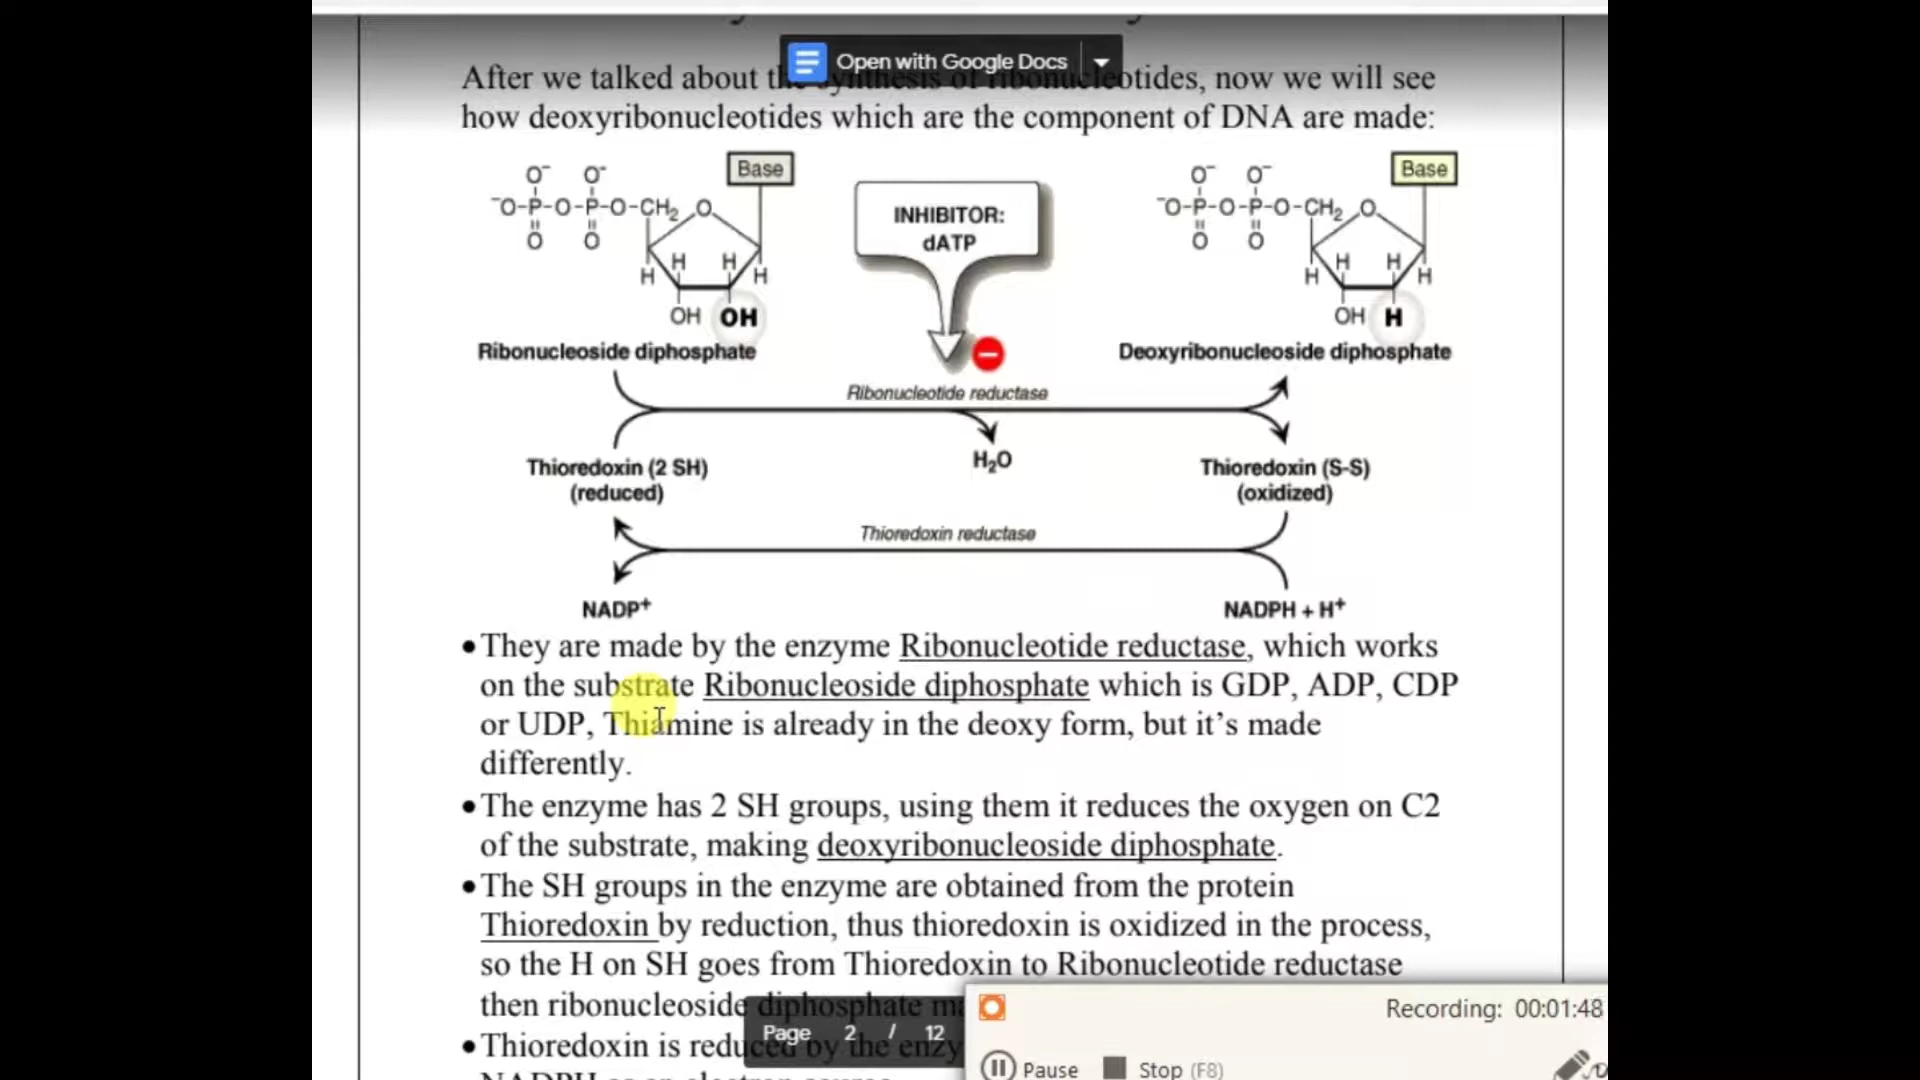 Open with Google Docs
After we talked about the synthesis of ribonucleotides, now we will see
how deoxyribonucleotides which are the component of DNA are made:
O⁻ O⁻ Base
⁻O-P-O-P-O-CH₂ O
O O
H H H H
OH OH
Ribonucleoside diphosphate
INHIBITOR:
dATP
O⁻ O⁻ Base
⁻O-P-O-P-O-CH₂ O
O O
H H H H
OH H
Deoxyribonucleoside diphosphate
Ribonucleotide reductase
H₂O
Thioredoxin (2 SH)
(reduced)
Thioredoxin (S-S)
(oxidized)
Thioredoxin reductase
NADP⁺
NADPH + H⁺
•They are made by the enzyme Ribonucleotide reductase, which works
on the substrate Ribonucleoside diphosphate which is GDP, ADP, CDP
or UDP, Thiamine is already in the deoxy form, but it’s made
differently.
•The enzyme has 2 SH groups, using them it reduces the oxygen on C2
of the substrate, making deoxyribonucleoside diphosphate.
•The SH groups in the enzyme are obtained from the protein
Thioredoxin by reduction, thus thioredoxin is oxidized in the process,
so the H on SH goes from Thioredoxin to Ribonucleotide reductase
then ribonucleoside diphosphate
•Thioredoxin is reduced by the
Page 2 / 12
Recording: 00:01:48
Pause Stop (F8)